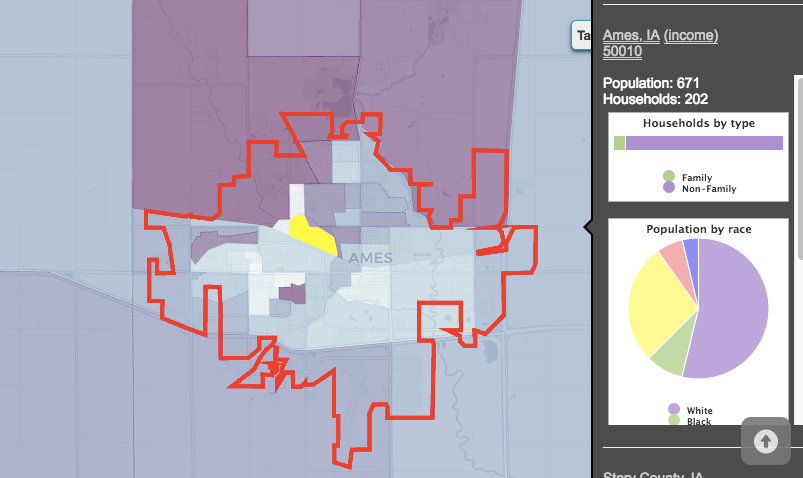 Ta
AMES
Ames, IA (income)
50010
Population: 671
Households: 202
Households by type
Family
Non-Family
Population by race
White
Black
Story County, IA